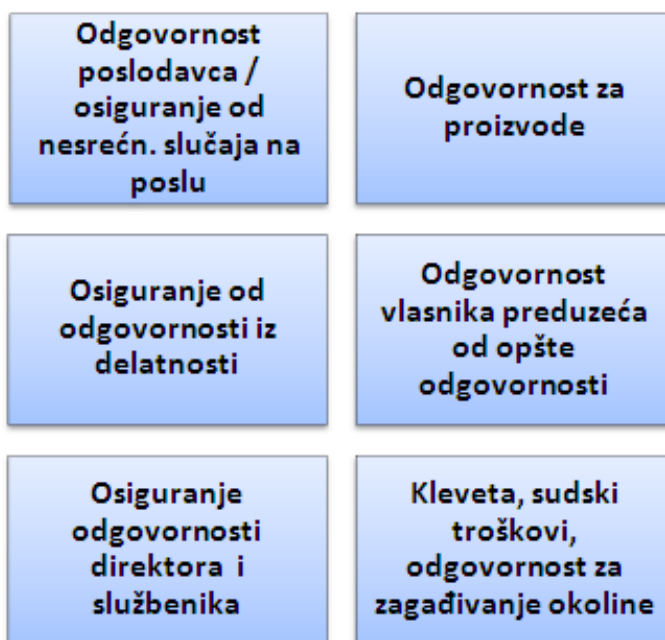 Odgovornost
poslodavca /
osiguranje od
nesrećn. slučaja na
poslu
Odgovornost za
proizvode
Osiguranje od
odgovornosti iz
delatnosti
Odgovornost
vlasnika preduzeća
od opšte
odgovornosti
Osiguranje
odgovornosti
direktora i
službenika
Kleveta, sudski
troškovi,
odgovornost za
zagađivanje okoline